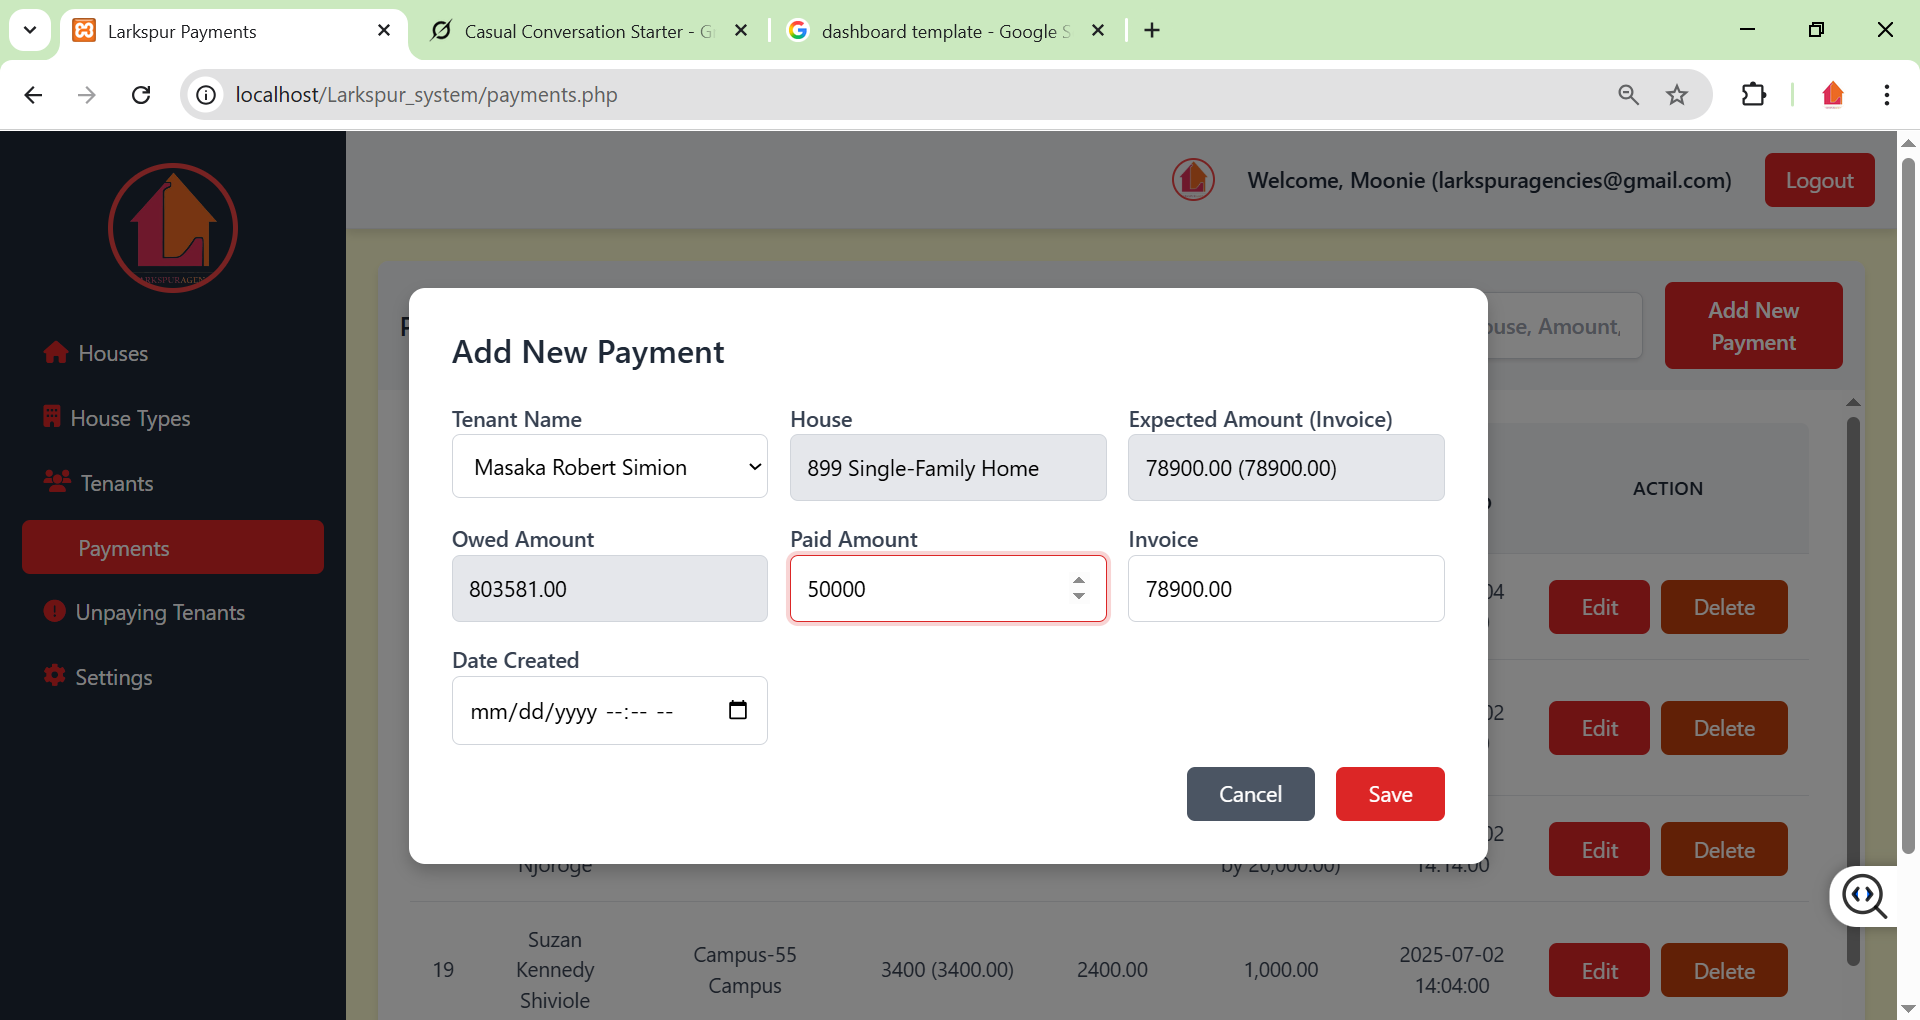 Larkspur Payments
Casual Conversation Starter - G
dashboard template - Google S
localhost/Larkspur_system/payments.php
Welcome, Moonie (larkspuragencies@gmail.com)
Logout
Houses
House Types
Tenants
Payments
Unpaying Tenants
Settings
ouse, Amount,
Add New
Payment
Add New Payment
Tenant Name
House
Expected Amount (Invoice)
Masaka Robert Simion
899 Single-Family Home
78900.00 (78900.00)
ACTION
Owed Amount
Paid Amount
Invoice
803581.00
50000
78900.00
04
Edit
Delete
Date Created
mm/dd/yyyy --:-- --
02
Edit
Delete
Cancel
Save
02
Edit
Delete
Njoroge
by 20,000.00)
14:14:00
19
Suzan
Kennedy
Shiviole
Campus-55
Campus
3400 (3400.00)
2400.00
1,000.00
2025-07-02
14:04:00
Edit
Delete